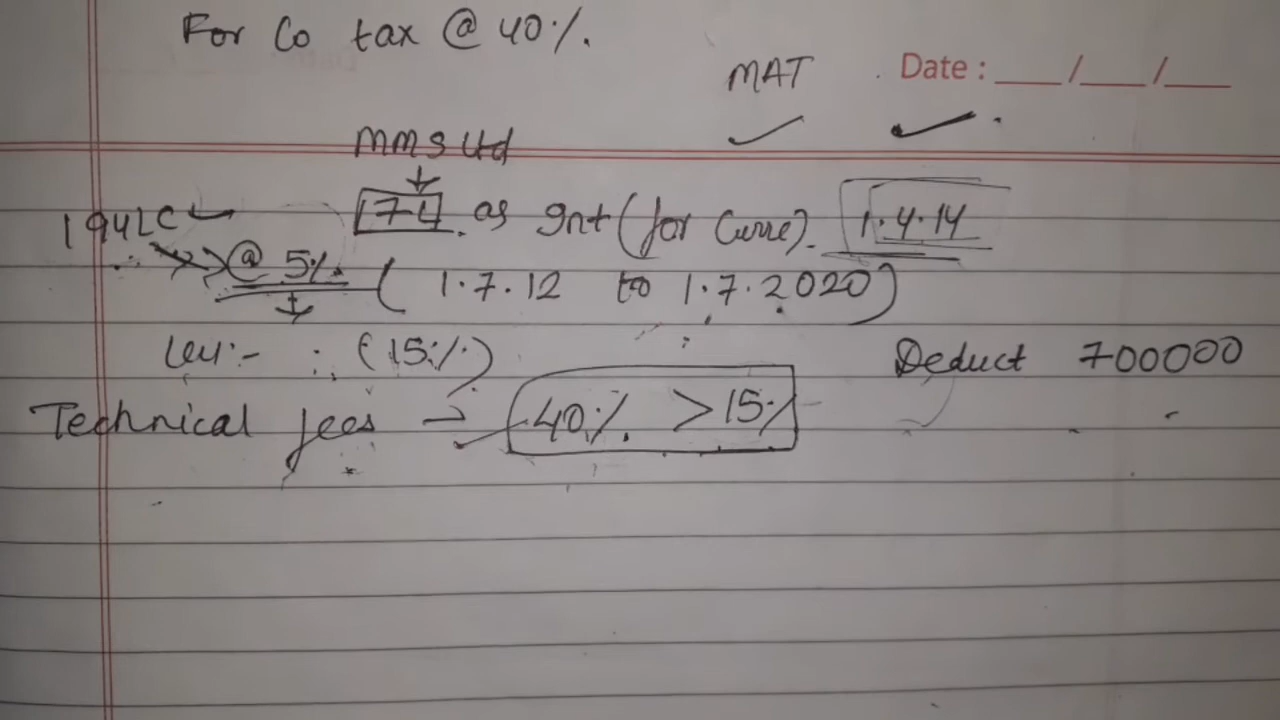 For Co tax @ 40%.
MAT
Date : ___/___/___
MMS Ltd
194LC
174 as Int (for Curre). 1.4.14
@ 5%. ( 1.7.12 to 1.7.2020)
: (15%)
Deduct 700000
Technical fees → 40%. > 15%